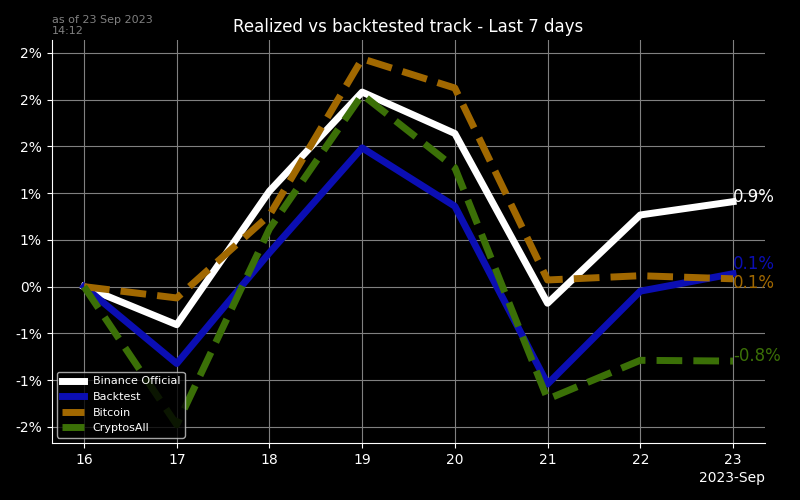 as of 23 Sep 2023
14:12
Realized vs backtested track - Last 7 days
2%
2%
2%
1%
1%
0%
-1%
-1%
-2%
0.9%
0.1%
0.1%
-0.8%
Binance Official
Backtest
Bitcoin
CryptosAll
16 17 18 19 20 21 22 23
2023-Sep